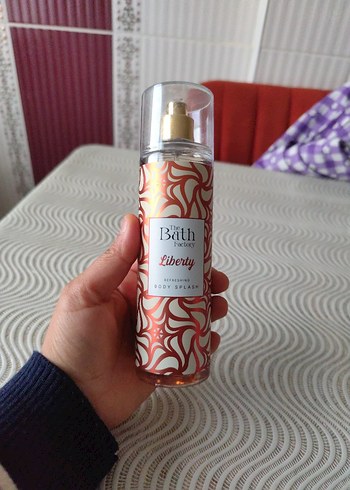 The
Bath
Factory
Liberty
REFRESHING
BODY SPLASH